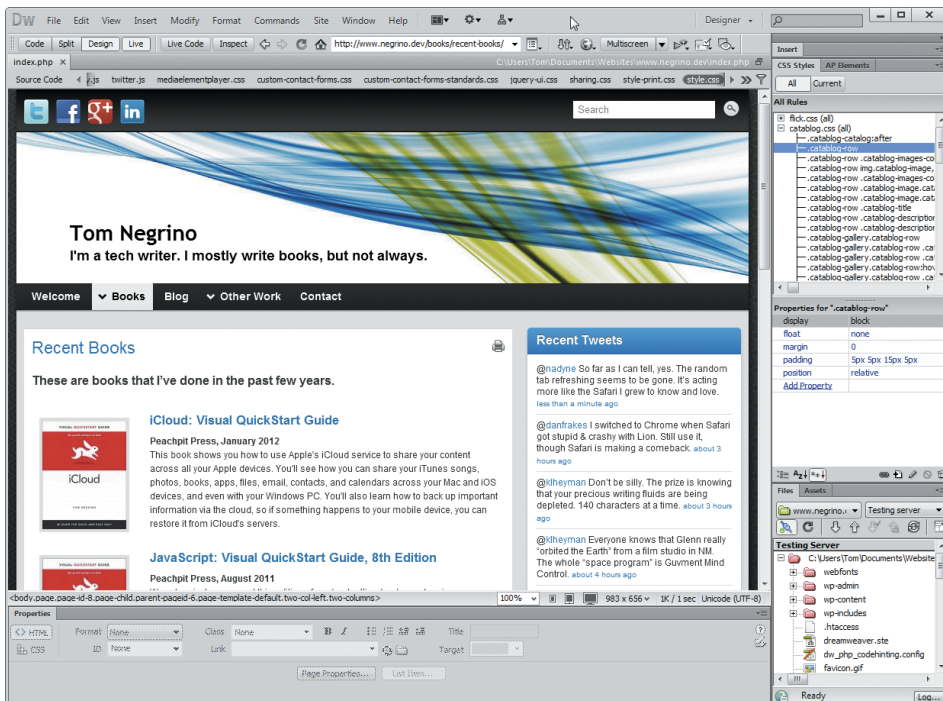 DW File Edit View Insert Modify Format Commands Site Window Help Designer
Code Split Design Live Live Code Inspect http://www.negrino.dev/books/recent-books/ Multiscreen
index.php × C:\Users\Tom\Documents\Websites\www.negrino.dev\index.php
Source Code .js twitter.js mediaelementplayer.css custom-contact-forms.css custom-contact-forms-standards.css jquery-ui.css sharing.css style-print.css style.css
Search
Tom Negrino
I'm a tech writer. I mostly write books, but not always.
Welcome Books Blog Other Work Contact
Recent Books
These are books that I've done in the past few years.
VISUAL QUICKSTART GUIDE
iCloud
TOM NEGRINO
iCloud: Visual QuickStart Guide
Peachpit Press, January 2012
This book shows you how to use Apple's iCloud service to share your content
across all your Apple devices. You'll see how you can share your iTunes songs,
photos, books, apps, files, email, contacts, and calendars across your Mac and iOS
devices, and even with your Windows PC. You'll also learn how to back up important
information via the cloud, so if something happens to your mobile device, you can
restore it from iCloud's servers.
VISUAL QUICKSTART GUIDE
JavaScript: Visual QuickStart Guide, 8th Edition
Peachpit Press, August 2011
Recent Tweets
@nadyne So far as I can tell, yes. The random
tab refreshing seems to be gone. It's acting
more like the Safari I grew to know and love.
less than a minute ago
@danfrakes I switched to Chrome when Safari
got stupid & crashy with Lion. Still use it,
though Safari is making a comeback. about 3
hours ago
@klheyman Don't be silly. The prize is knowing
that your precious writing fluids are being
depleted. 140 characters at a time. about 3 hours
ago
@klheyman Everyone knows that Glenn really
"orbited the Earth" from a film studio in NM.
The whole "space program" is Guvment Mind
Control. about 4 hours ago
<body.page.page-id-8.page-child.parent-pageid-6.page-template-default.two-col-left.two-columns> 100% 983 x 656 1K / 1 sec Unicode (UTF-8)
Properties
<> HTML Format None Class None B I Title
CSS ID None Link Target
Page Properties... List Item...
Insert
CSS Styles AP Elements
All Current
All Rules
flick.css (all)
catablog.css (all)
.catablog-catalog:after
.catablog-row
.catablog-row .catablog-images-co
.catablog-row img.catablog-image,
.catablog-row .catablog-images-co
.catablog-row .catablog-image.cat
.catablog-row .catablog-image.cat
.catablog-row .catablog-title
.catablog-row .catablog-description
.catablog-row .catablog-description
.catablog-gallery.catablog-row
.catablog-gallery.catablog-row .ca
.catablog-gallery.catablog-row .ca
.catablog-gallery.catablog-row:hov
.catablog-gallery.catablog-row .cat
Properties for ".catablog-row"
display block
float none
margin 0
padding 5px 5px 15px 5px
position relative
Add Property
Files Assets
www.negrino. Testing server
Testing Server
C:\Users\Tom\Documents\Website
webfonts
wp-admin
wp-content
wp-includes
.htaccess
dreamweaver.ste
dw_php_codehinting.config
favicon.gif
Ready Log...